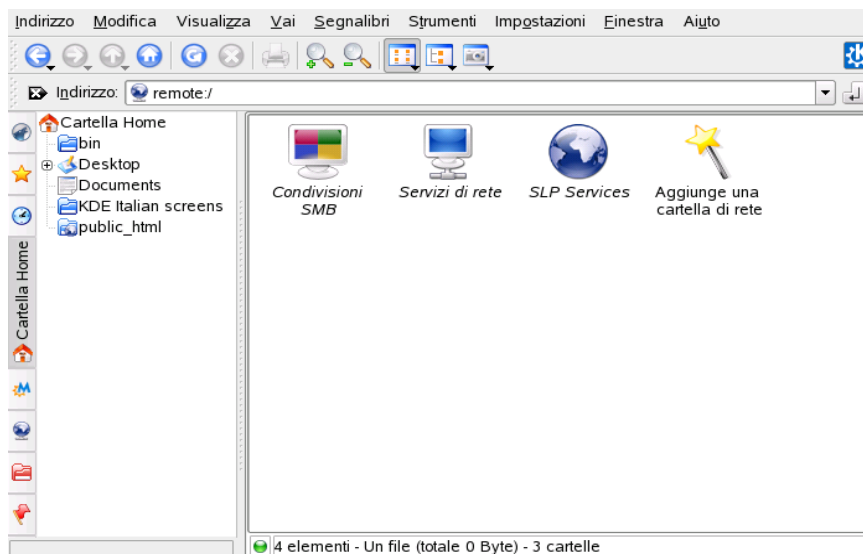 Indirizzo Modifica Visualizza Vai Segnalibri Strumenti Impostazioni Finestra Aiuto
Indirizzo: remote:/
Cartella Home
bin
Desktop
Documents
KDE Italian screens
public_html
Cartella Home
Condivisioni
SMB
Servizi di rete
SLP Services
Aggiunge una
cartella di rete
4 elementi - Un file (totale 0 Byte) - 3 cartelle